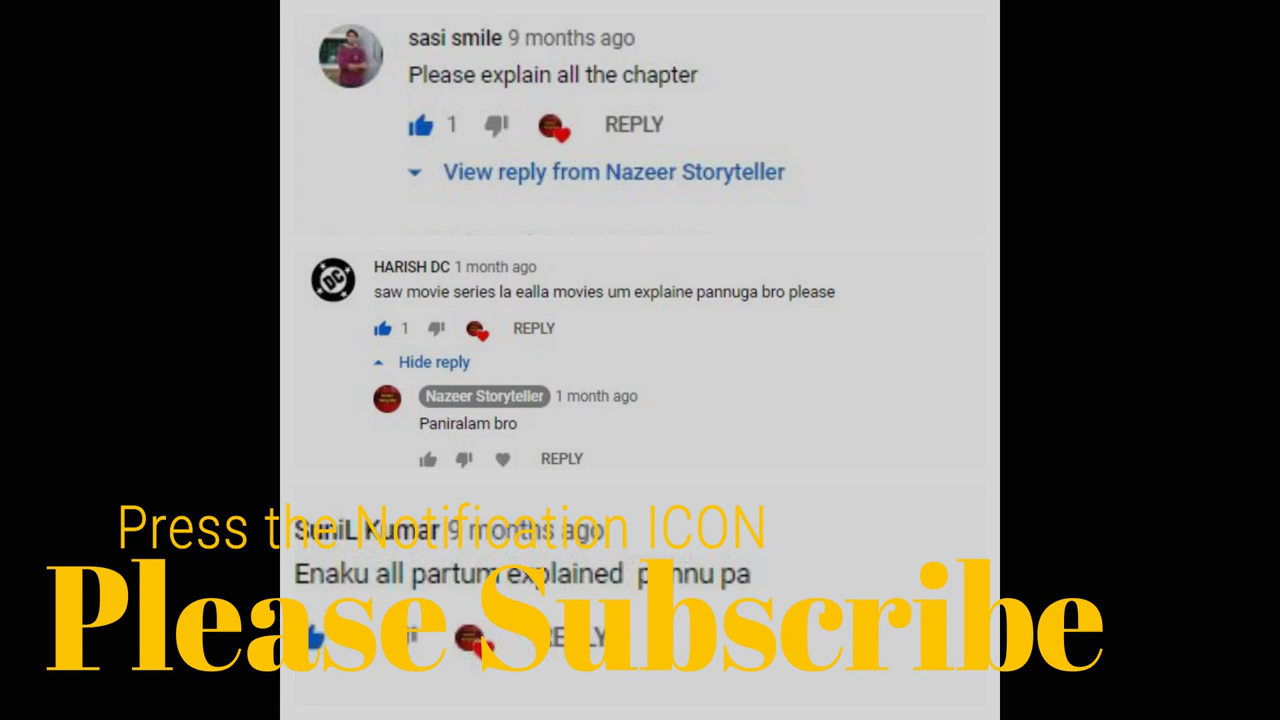 sasi smile 9 months ago
Please explain all the chapter
1 REPLY
View reply from Nazeer Storyteller
DC
HARISH DC 1 month ago
saw movie series la ealla movies um explaine pannuga bro please
1 REPLY
Hide reply
Nazeer Storyteller 1 month ago
Paniralam bro
REPLY
Press the Notification ICON
SuniL Kumar 9 months ago
Enaku all partum explained pannu pa
Please Subscribe
REPLY